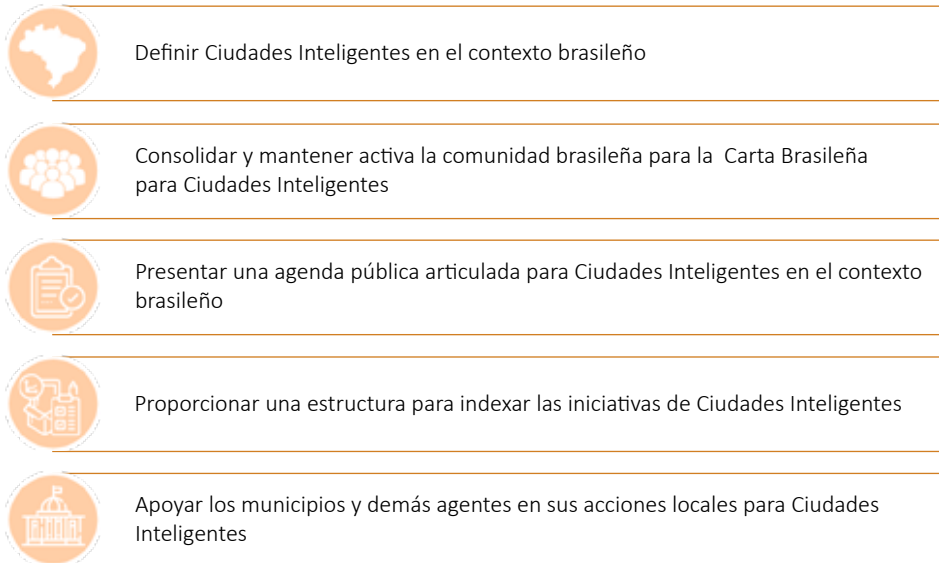 Definir Ciudades Inteligentes en el contexto brasileño
Consolidar y mantener activa la comunidad brasileña para la Carta Brasileña
para Ciudades Inteligentes
Presentar una agenda pública articulada para Ciudades Inteligentes en el contexto
brasileño
Proporcionar una estructura para indexar las iniciativas de Ciudades Inteligentes
Apoyar los municipios y demás agentes en sus acciones locales para Ciudades
Inteligentes